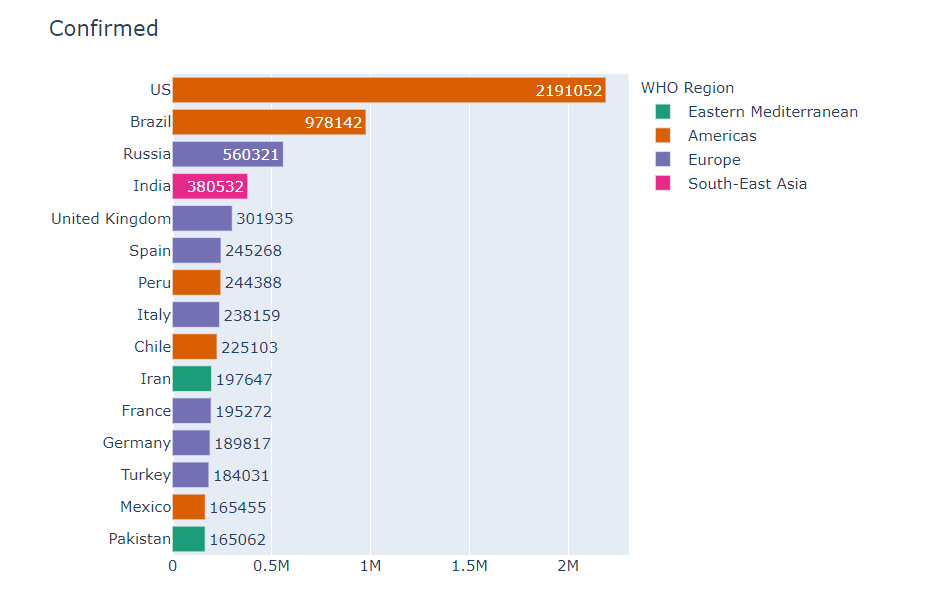 Confirmed
WHO Region
Eastern Mediterranean
Americas
Europe
South-East Asia
US 2191052
Brazil 978142
Russia 560321
India 380532
United Kingdom 301935
Spain 245268
Peru 244388
Italy 238159
Chile 225103
Iran 197647
France 195272
Germany 189817
Turkey 184031
Mexico 165455
Pakistan 165062
0 0.5M 1M 1.5M 2M